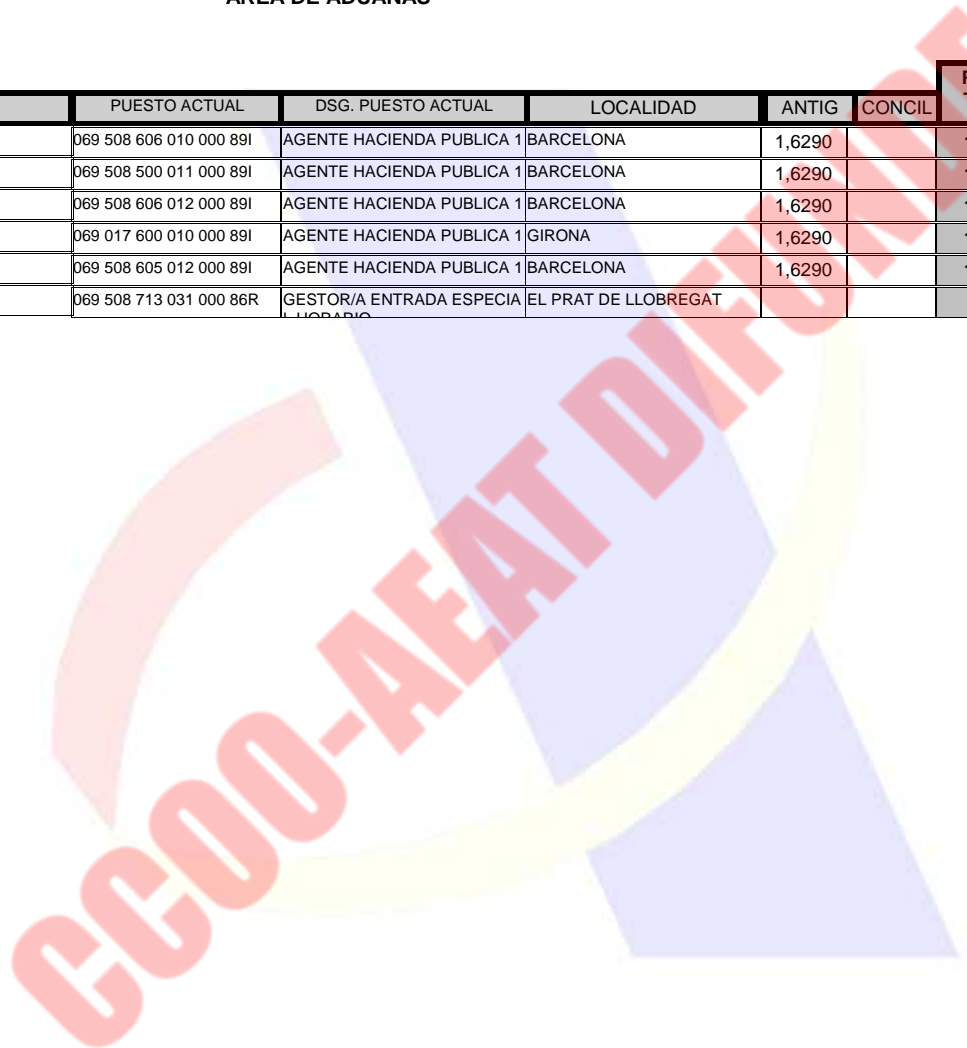 AREA DE ADUANAS
PUESTO ACTUAL DSG. PUESTO ACTUAL LOCALIDAD ANTIG CONCIL
069 508 606 010 000 89I AGENTE HACIENDA PUBLICA 1 BARCELONA 1,6290
069 508 500 011 000 89I AGENTE HACIENDA PUBLICA 1 BARCELONA 1,6290
069 508 606 012 000 89I AGENTE HACIENDA PUBLICA 1 BARCELONA 1,6290
069 017 600 010 000 89I AGENTE HACIENDA PUBLICA 1 GIRONA 1,6290
069 508 605 012 000 89I AGENTE HACIENDA PUBLICA 1 BARCELONA 1,6290
069 508 713 031 000 86R GESTOR/A ENTRADA ESPECIA EL PRAT DE LLOBREGAT
L HORARIO
CCOO-AEAT DIFUNDE